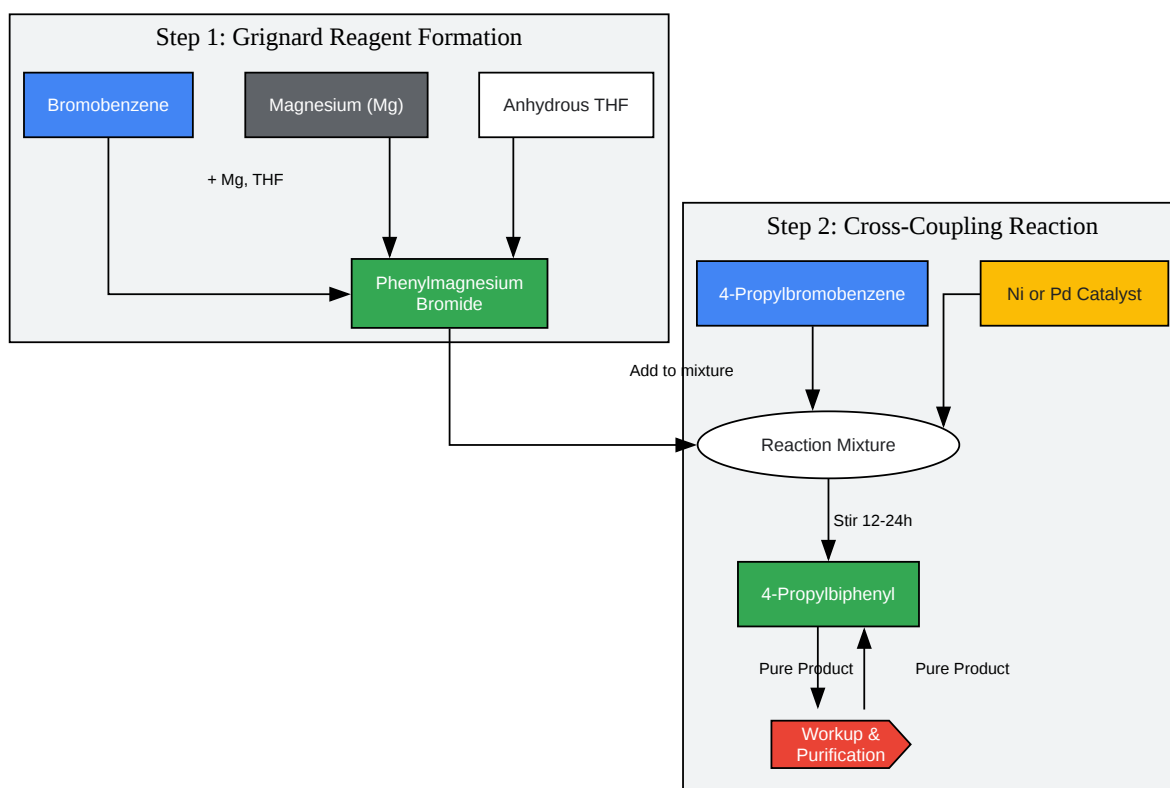 Step 1: Grignard Reagent Formation
Bromobenzene
Magnesium (Mg)
Anhydrous THF
+ Mg, THF
Phenylmagnesium
Bromide
Step 2: Cross-Coupling Reaction
4-Propylbromobenzene
Ni or Pd Catalyst
Add to mixture
Reaction Mixture
Stir 12-24h
4-Propylbiphenyl
Pure Product
Pure Product
Workup &
Purification